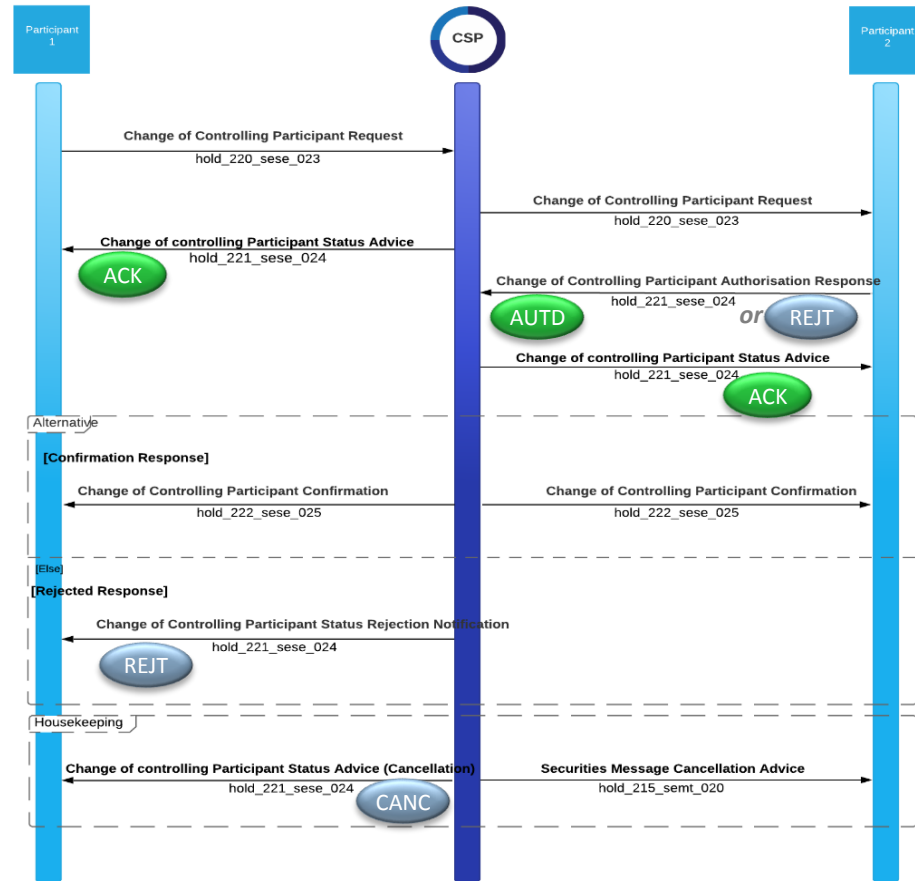 Participant
1
CSP
Participant
2
Change of Controlling Participant Request
hold_220_sese_023
Change of Controlling Participant Request
hold_220_sese_023
Change of controlling Participant Status Advice
hold_221_sese_024
ACK
Change of Controlling Participant Authorisation Response
hold_221_sese_024
AUTD
or
REJT
Change of controlling Participant Status Advice
hold_221_sese_024
ACK
Alternative
[Confirmation Response]
Change of Controlling Participant Confirmation
hold_222_sese_025
Change of Controlling Participant Confirmation
hold_222_sese_025
[Else]
[Rejected Response]
Change of Controlling Participant Status Rejection Notification
hold_221_sese_024
REJT
Housekeeping
Change of controlling Participant Status Advice (Cancellation)
hold_221_sese_024
CANC
Securities Message Cancellation Advice
hold_215_semt_020